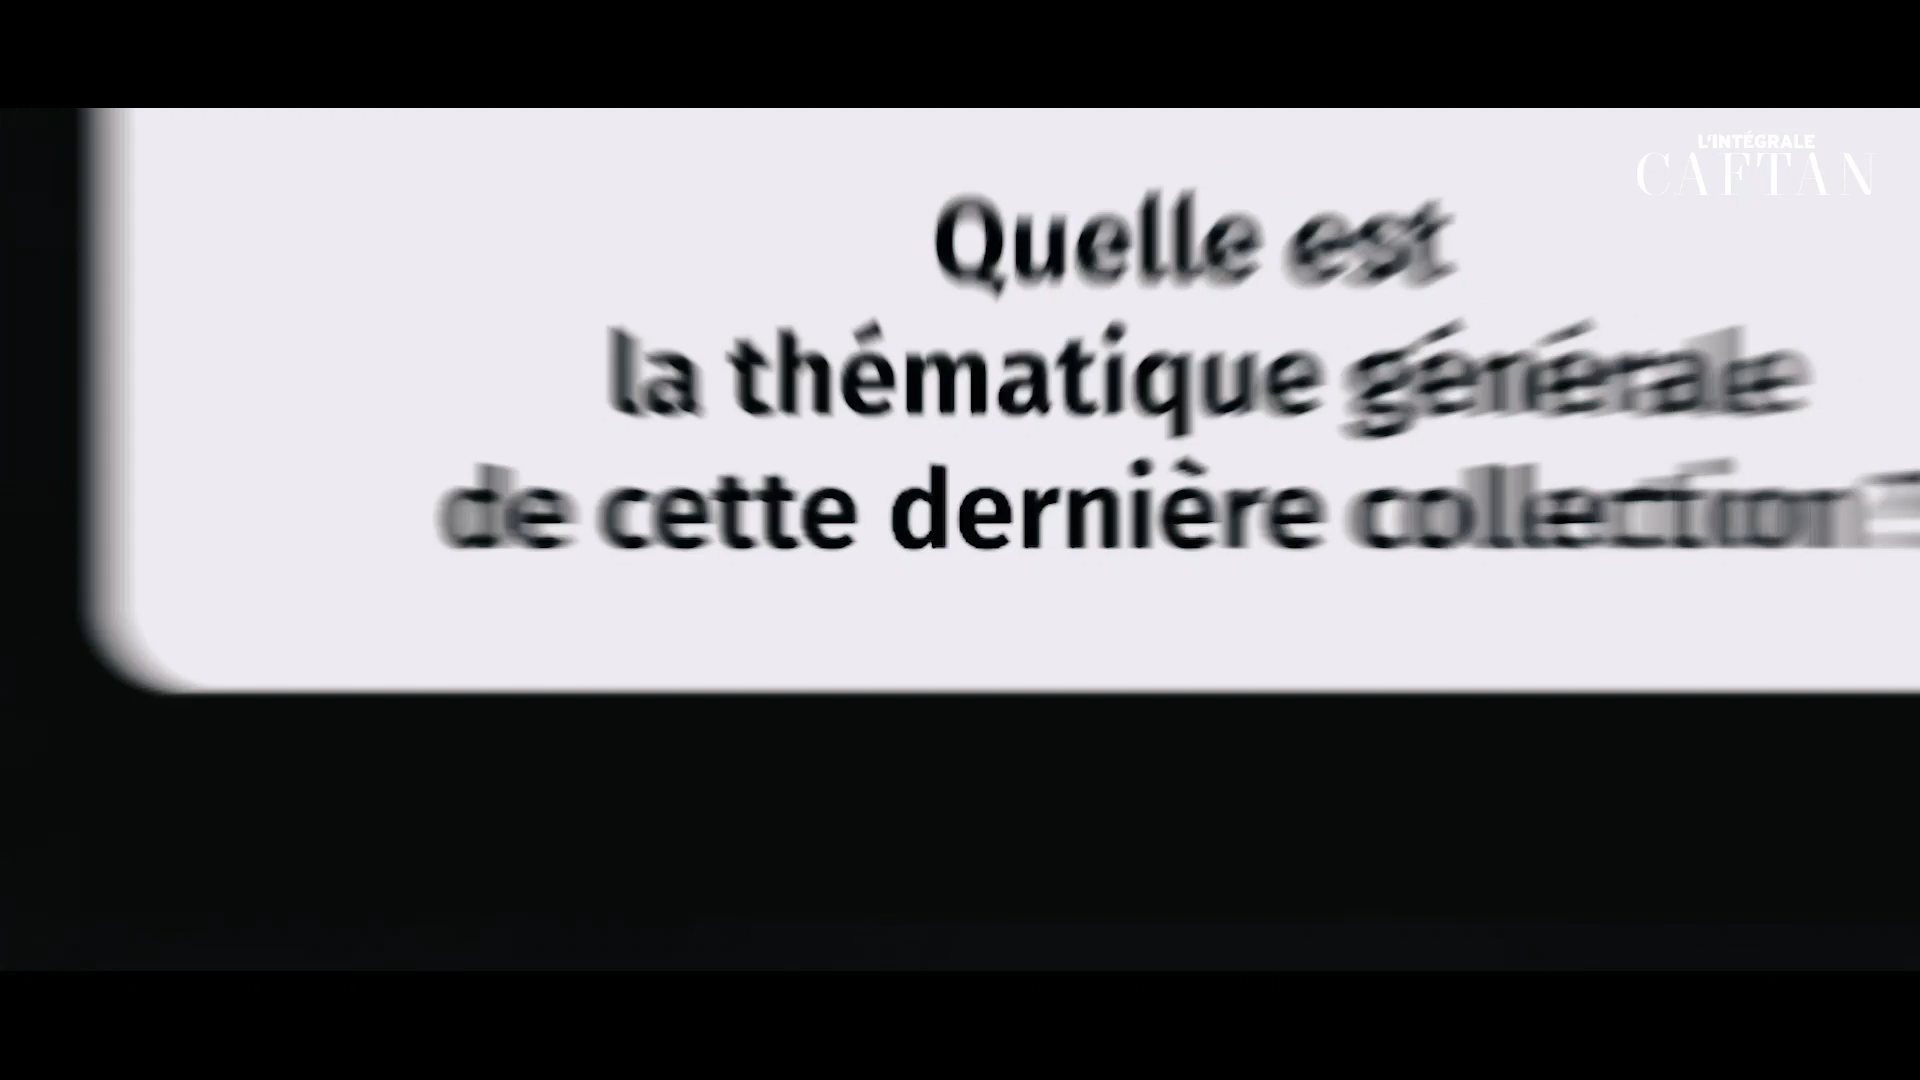 L'INTÉGRALE
CAFTAN
Quelle est
la thématique générale
de cette dernière collection ?